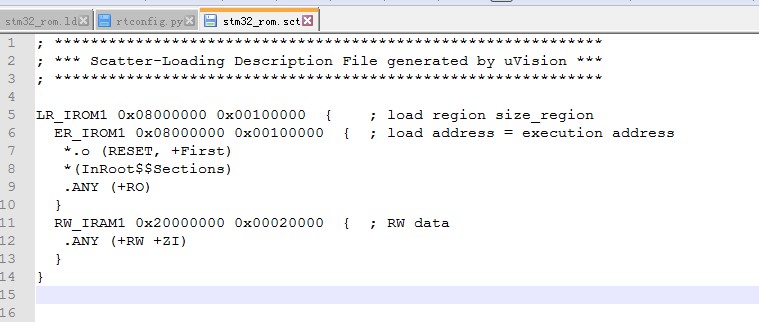 stm32_rom.ld rtconfig.py stm32_rom.sct
1 ; *************************************************************
2 ; *** Scatter-Loading Description File generated by uVision ***
3 ; *************************************************************
4
5 LR_IROM1 0x08000000 0x00100000 { ; load region size_region
6 ER_IROM1 0x08000000 0x00100000 { ; load address = execution address
7 *.o (RESET, +First)
8 *(InRoot$$Sections)
9 .ANY (+RO)
10 }
11 RW_IRAM1 0x20000000 0x00020000 { ; RW data
12 .ANY (+RW +ZI)
13 }
14 }
15
16